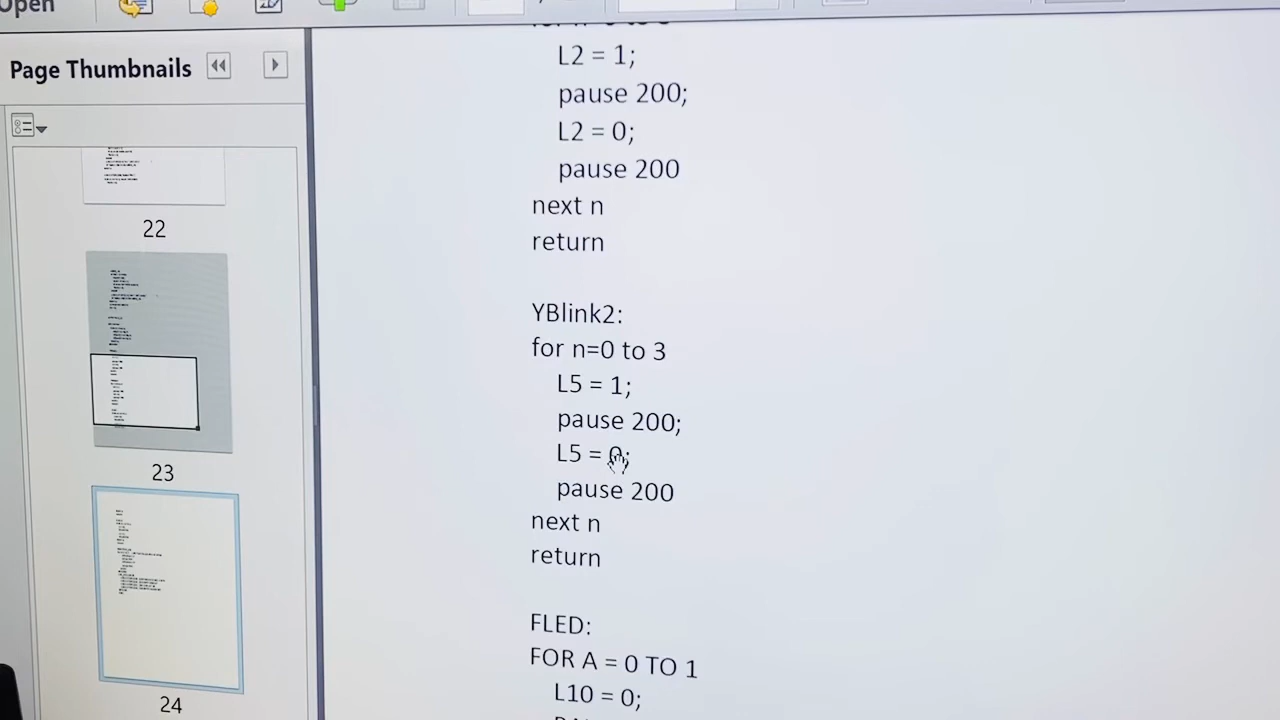 Open
Page Thumbnails
22
23
24
L2 = 1;
pause 200;
L2 = 0;
pause 200
next n
return
YBlink2:
for n=0 to 3
L5 = 1;
pause 200;
L5 = 0;
pause 200
next n
return
FLED:
FOR A = 0 TO 1
L10 = 0;